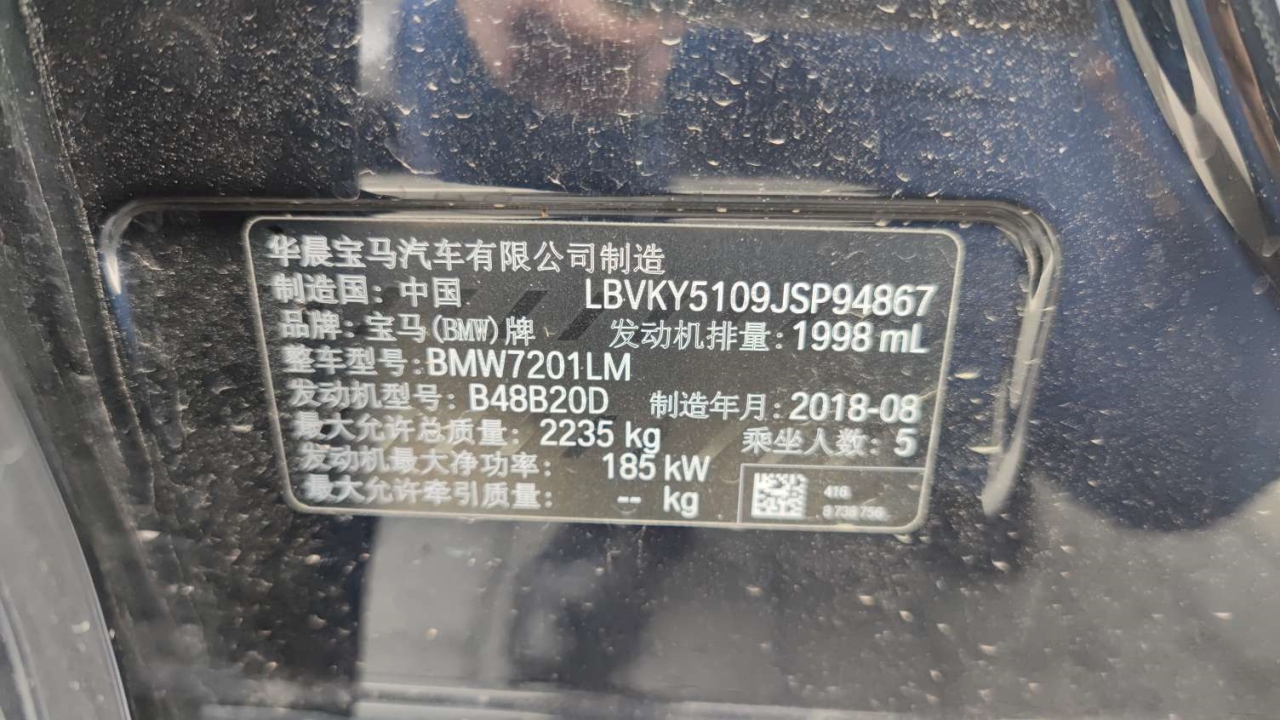 华晨宝马汽车有限公司制造
制造国：中国 LBVKY5109JSP94867
品牌：宝马(BMW)牌 发动机排量：1998 mL
整车型号：BMW7201LM
发动机型号：B48B20D 制造年月：2018-08
最大允许总质量：2235 kg 乘坐人数：5
发动机最大净功率：185 kW
最大允许牵引质量：-- kg
416
8 738 756